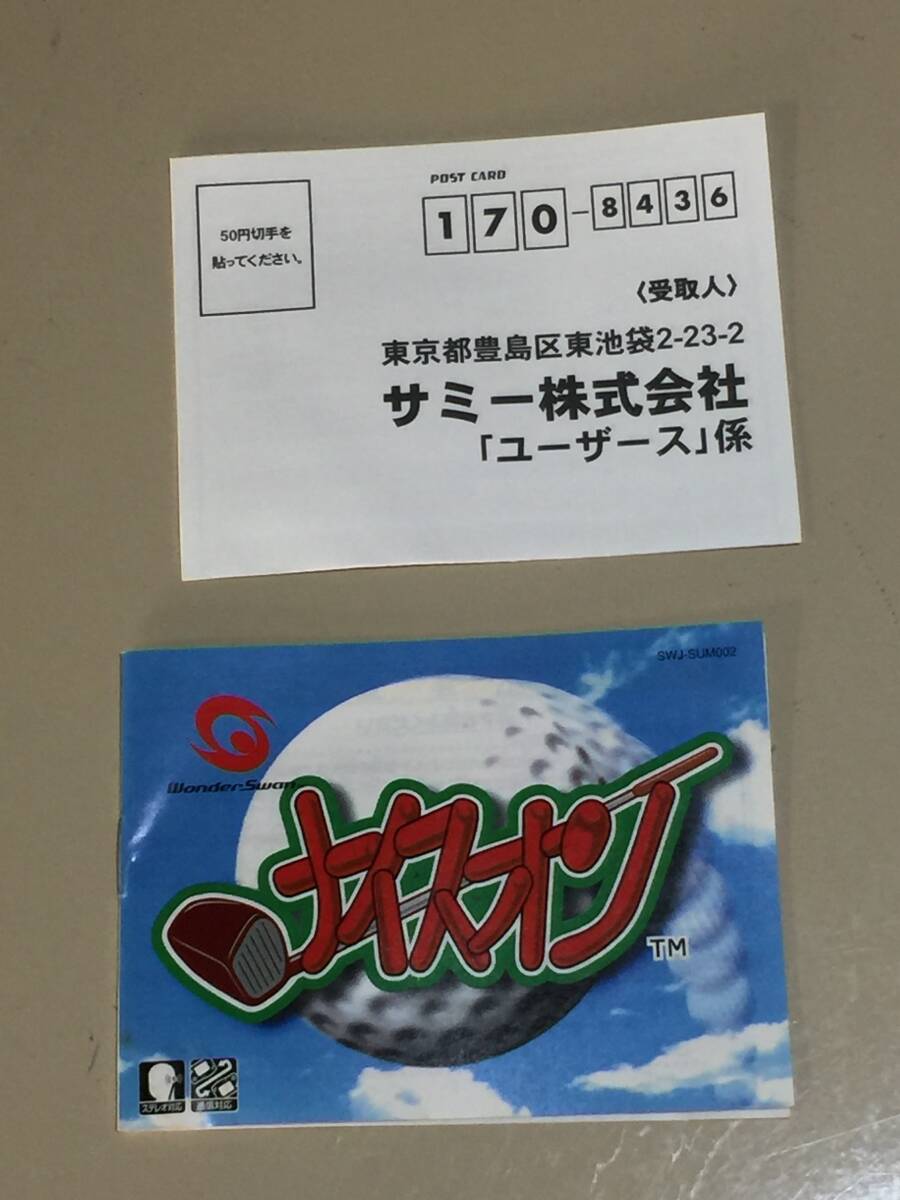 POST CARD
170-8436
50円切手を
貼ってください。
〈受取人〉
東京都豊島区東池袋2-23-2
サミー株式会社
「ユーザース」係
SWJ-SUM002
WonderSwan
ナイスオン
TM
ステレオ対応
通信対応